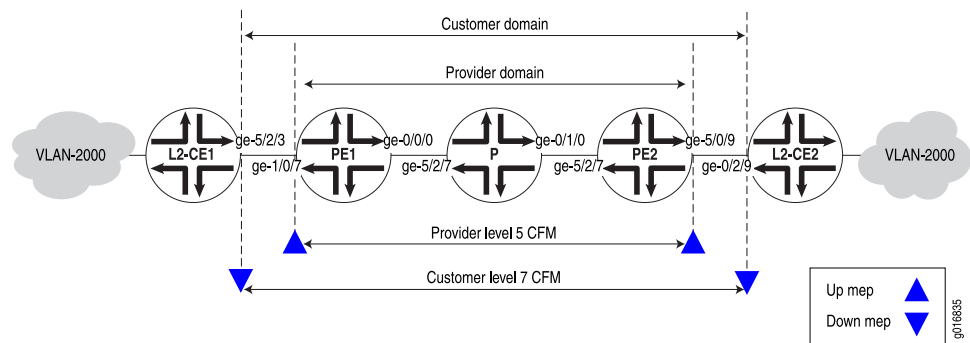 Customer domain
Provider domain
VLAN-2000
L2-CE1
ge-5/2/3
ge-1/0/7
PE1
ge-0/0/0
ge-5/2/7
P
ge-0/1/0
ge-5/2/7
PE2
ge-5/0/9
ge-0/2/9
L2-CE2
VLAN-2000
Provider level 5 CFM
Customer level 7 CFM
Up mep
Down mep
g016835